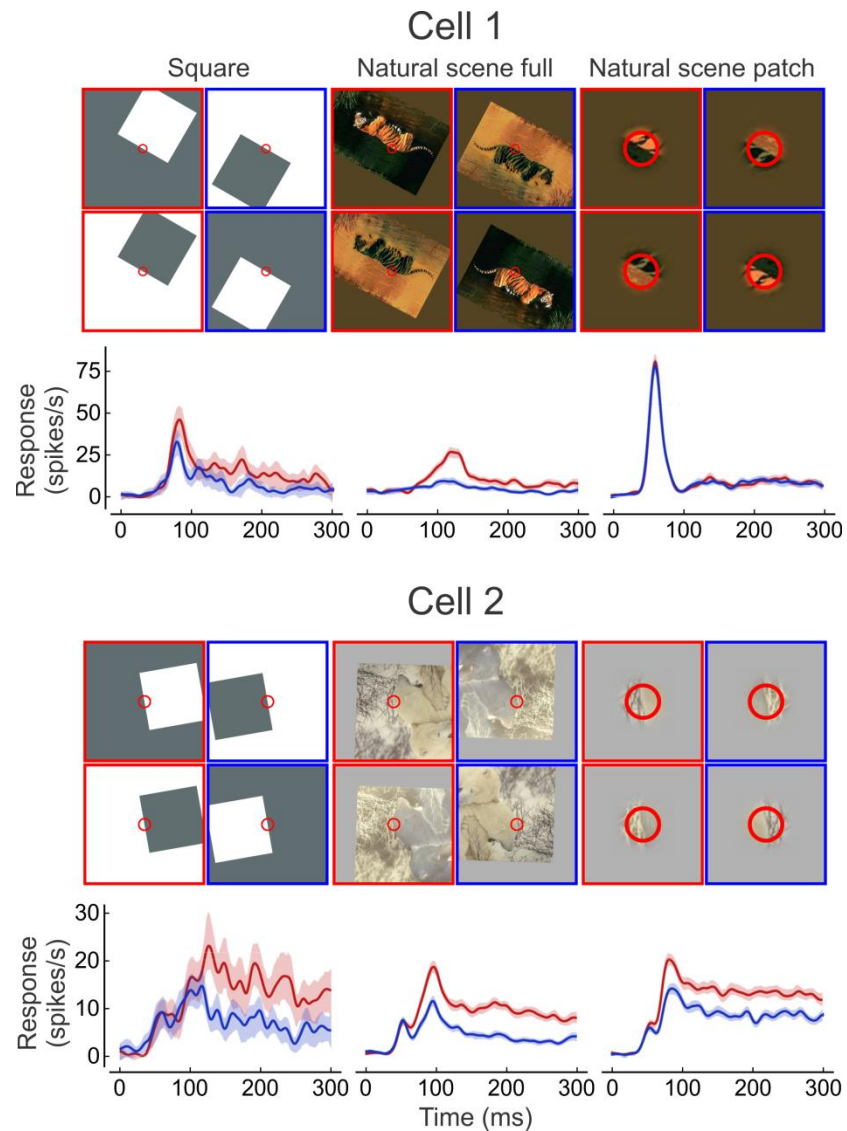 Cell 1
Square Natural scene full Natural scene patch
75
50
25
0
Response
(spikes/s)
0 100 200 300 0 100 200 300 0 100 200 300
Cell 2
30
20
10
0
Response
(spikes/s)
0 100 200 300 0 100 200 300 0 100 200 300
Time (ms)